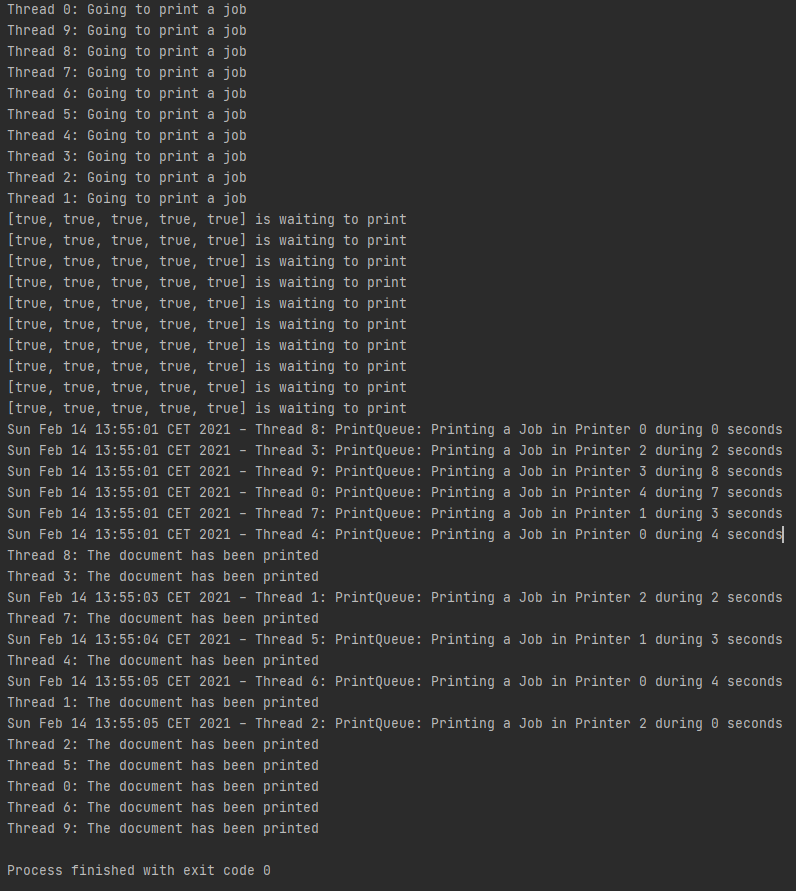 Thread 0: Going to print a job
Thread 9: Going to print a job
Thread 8: Going to print a job
Thread 7: Going to print a job
Thread 6: Going to print a job
Thread 5: Going to print a job
Thread 4: Going to print a job
Thread 3: Going to print a job
Thread 2: Going to print a job
Thread 1: Going to print a job
[true, true, true, true, true] is waiting to print
[true, true, true, true, true] is waiting to print
[true, true, true, true, true] is waiting to print
[true, true, true, true, true] is waiting to print
[true, true, true, true, true] is waiting to print
[true, true, true, true, true] is waiting to print
[true, true, true, true, true] is waiting to print
[true, true, true, true, true] is waiting to print
[true, true, true, true, true] is waiting to print
[true, true, true, true, true] is waiting to print
Sun Feb 14 13:55:01 CET 2021 - Thread 8: PrintQueue: Printing a Job in Printer 0 during 0 seconds
Sun Feb 14 13:55:01 CET 2021 - Thread 3: PrintQueue: Printing a Job in Printer 2 during 2 seconds
Sun Feb 14 13:55:01 CET 2021 - Thread 9: PrintQueue: Printing a Job in Printer 3 during 8 seconds
Sun Feb 14 13:55:01 CET 2021 - Thread 0: PrintQueue: Printing a Job in Printer 4 during 7 seconds
Sun Feb 14 13:55:01 CET 2021 - Thread 7: PrintQueue: Printing a Job in Printer 1 during 3 seconds
Sun Feb 14 13:55:01 CET 2021 - Thread 4: PrintQueue: Printing a Job in Printer 0 during 4 seconds
Thread 8: The document has been printed
Thread 3: The document has been printed
Sun Feb 14 13:55:03 CET 2021 - Thread 1: PrintQueue: Printing a Job in Printer 2 during 2 seconds
Thread 7: The document has been printed
Sun Feb 14 13:55:04 CET 2021 - Thread 5: PrintQueue: Printing a Job in Printer 1 during 3 seconds
Thread 4: The document has been printed
Sun Feb 14 13:55:05 CET 2021 - Thread 6: PrintQueue: Printing a Job in Printer 0 during 4 seconds
Thread 1: The document has been printed
Sun Feb 14 13:55:05 CET 2021 - Thread 2: PrintQueue: Printing a Job in Printer 2 during 0 seconds
Thread 2: The document has been printed
Thread 5: The document has been printed
Thread 0: The document has been printed
Thread 6: The document has been printed
Thread 9: The document has been printed
Process finished with exit code 0